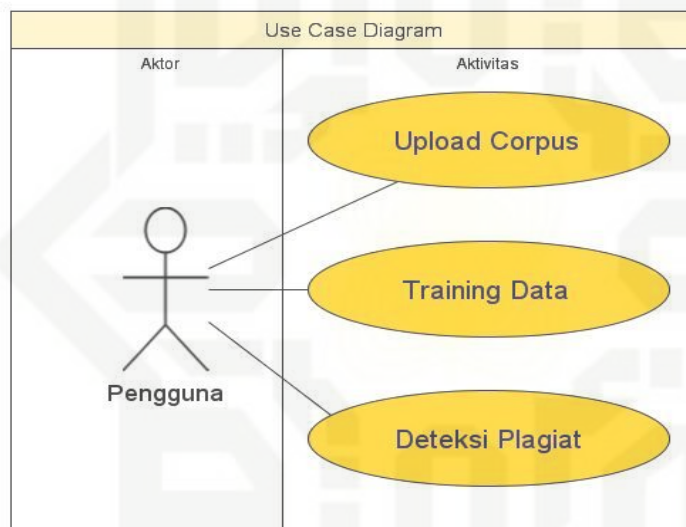 Use Case Diagram
Aktor
Aktivitas
Upload Corpus
Training Data
Pengguna
Deteksi Plagiat